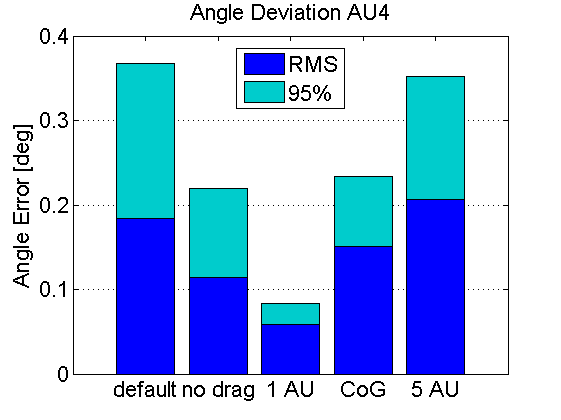 Angle Deviation AU4
0.4
0.3
0.2
0.1
0
Angle Error [deg]
RMS
95%
default no drag 1 AU CoG 5 AU